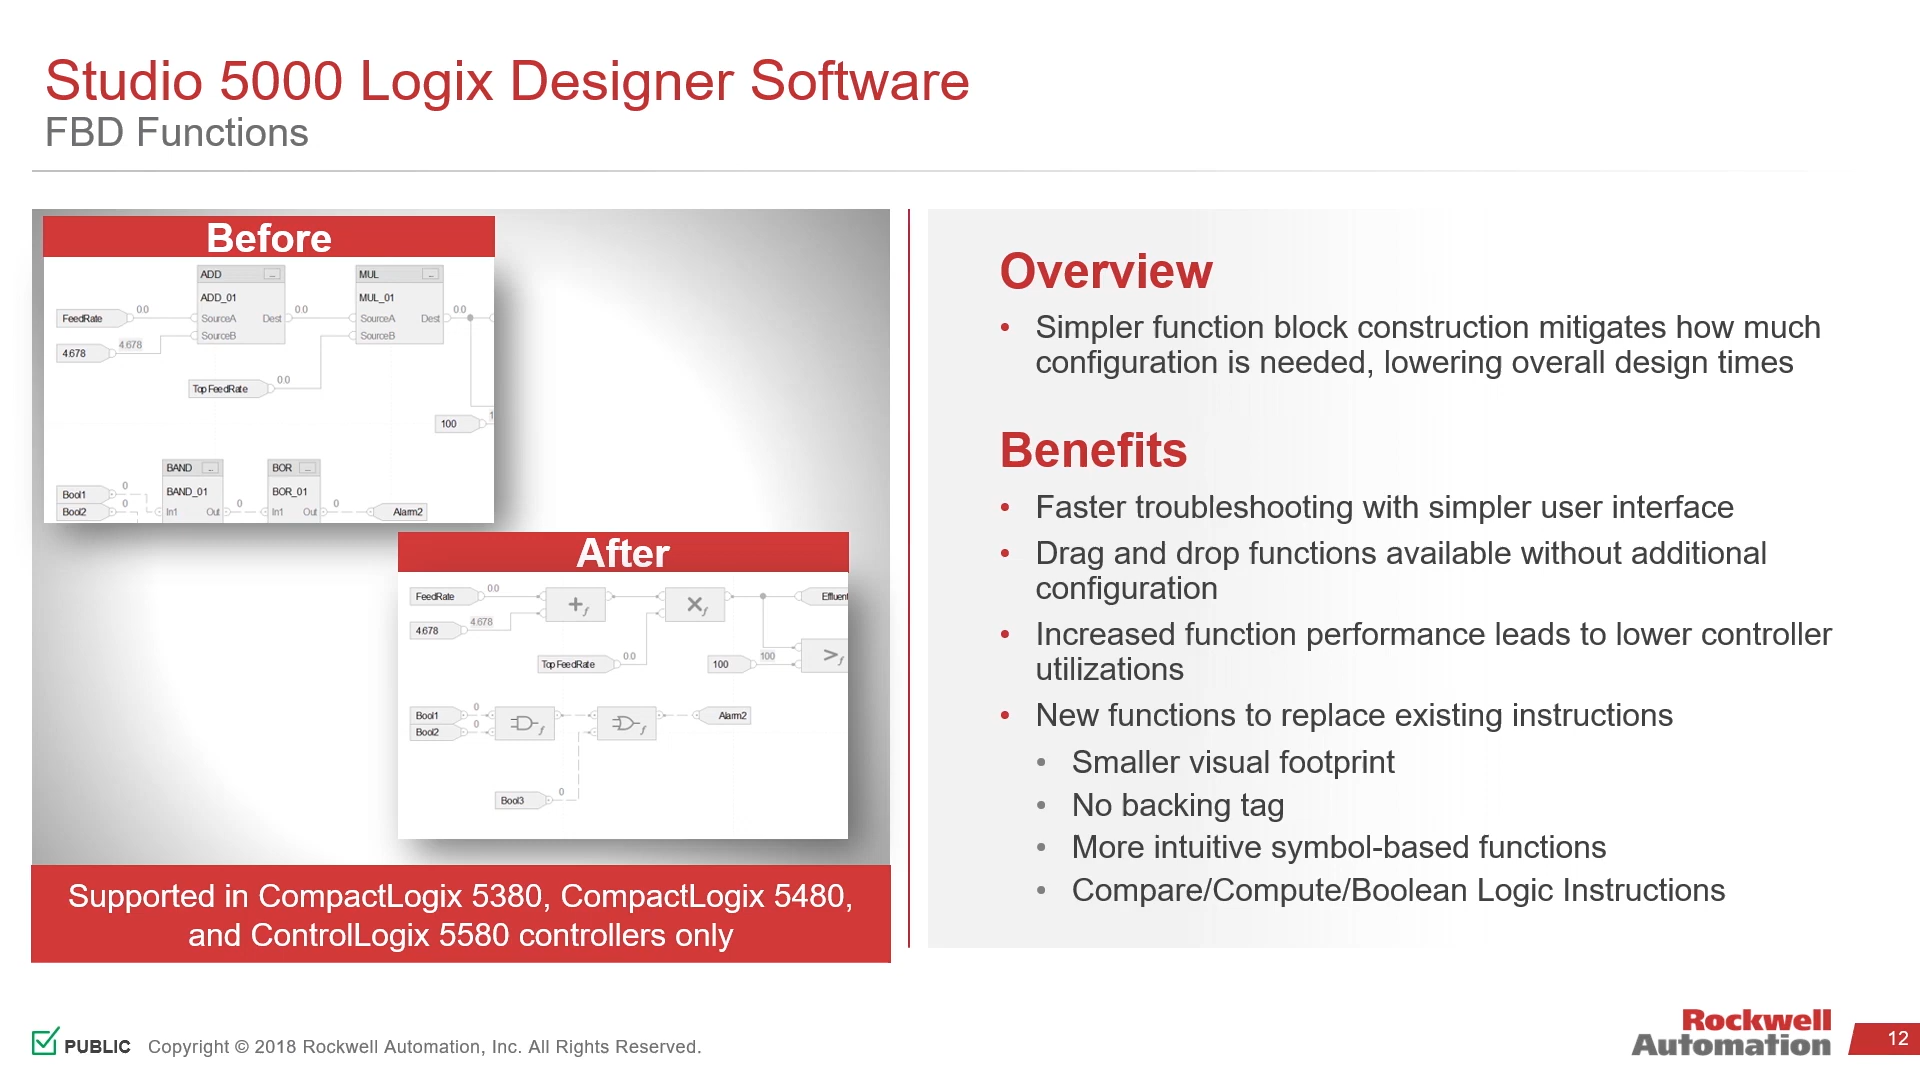 Studio 5000 Logix Designer Software
FBD Functions
Before
ADD ...
MUL ...
ADD_01
MUL_01
FeedRate 0.0 SourceA Dest 0.0 SourceA Dest 0.0
SourceB SourceB
4.678 4.678
TopFeedRate 0.0
100 1
BAND ... BOR ...
Bool1 0 BAND_01 BOR_01
Bool2 0 In1 Out 0 In1 Out 0 Alarm2
After
FeedRate 0.0 + f × f Effluent
4.678 4.678
TopFeedRate 0.0 100 100 > f
Bool1 0 f f Alarm2
Bool2 0
Bool3 0
Supported in CompactLogix 5380, CompactLogix 5480,
and ControlLogix 5580 controllers only
Overview
• Simpler function block construction mitigates how much
configuration is needed, lowering overall design times
Benefits
• Faster troubleshooting with simpler user interface
• Drag and drop functions available without additional
configuration
• Increased function performance leads to lower controller
utilizations
• New functions to replace existing instructions
• Smaller visual footprint
• No backing tag
• More intuitive symbol-based functions
• Compare/Compute/Boolean Logic Instructions
PUBLIC Copyright © 2018 Rockwell Automation, Inc. All Rights Reserved.
Rockwell
Automation
12